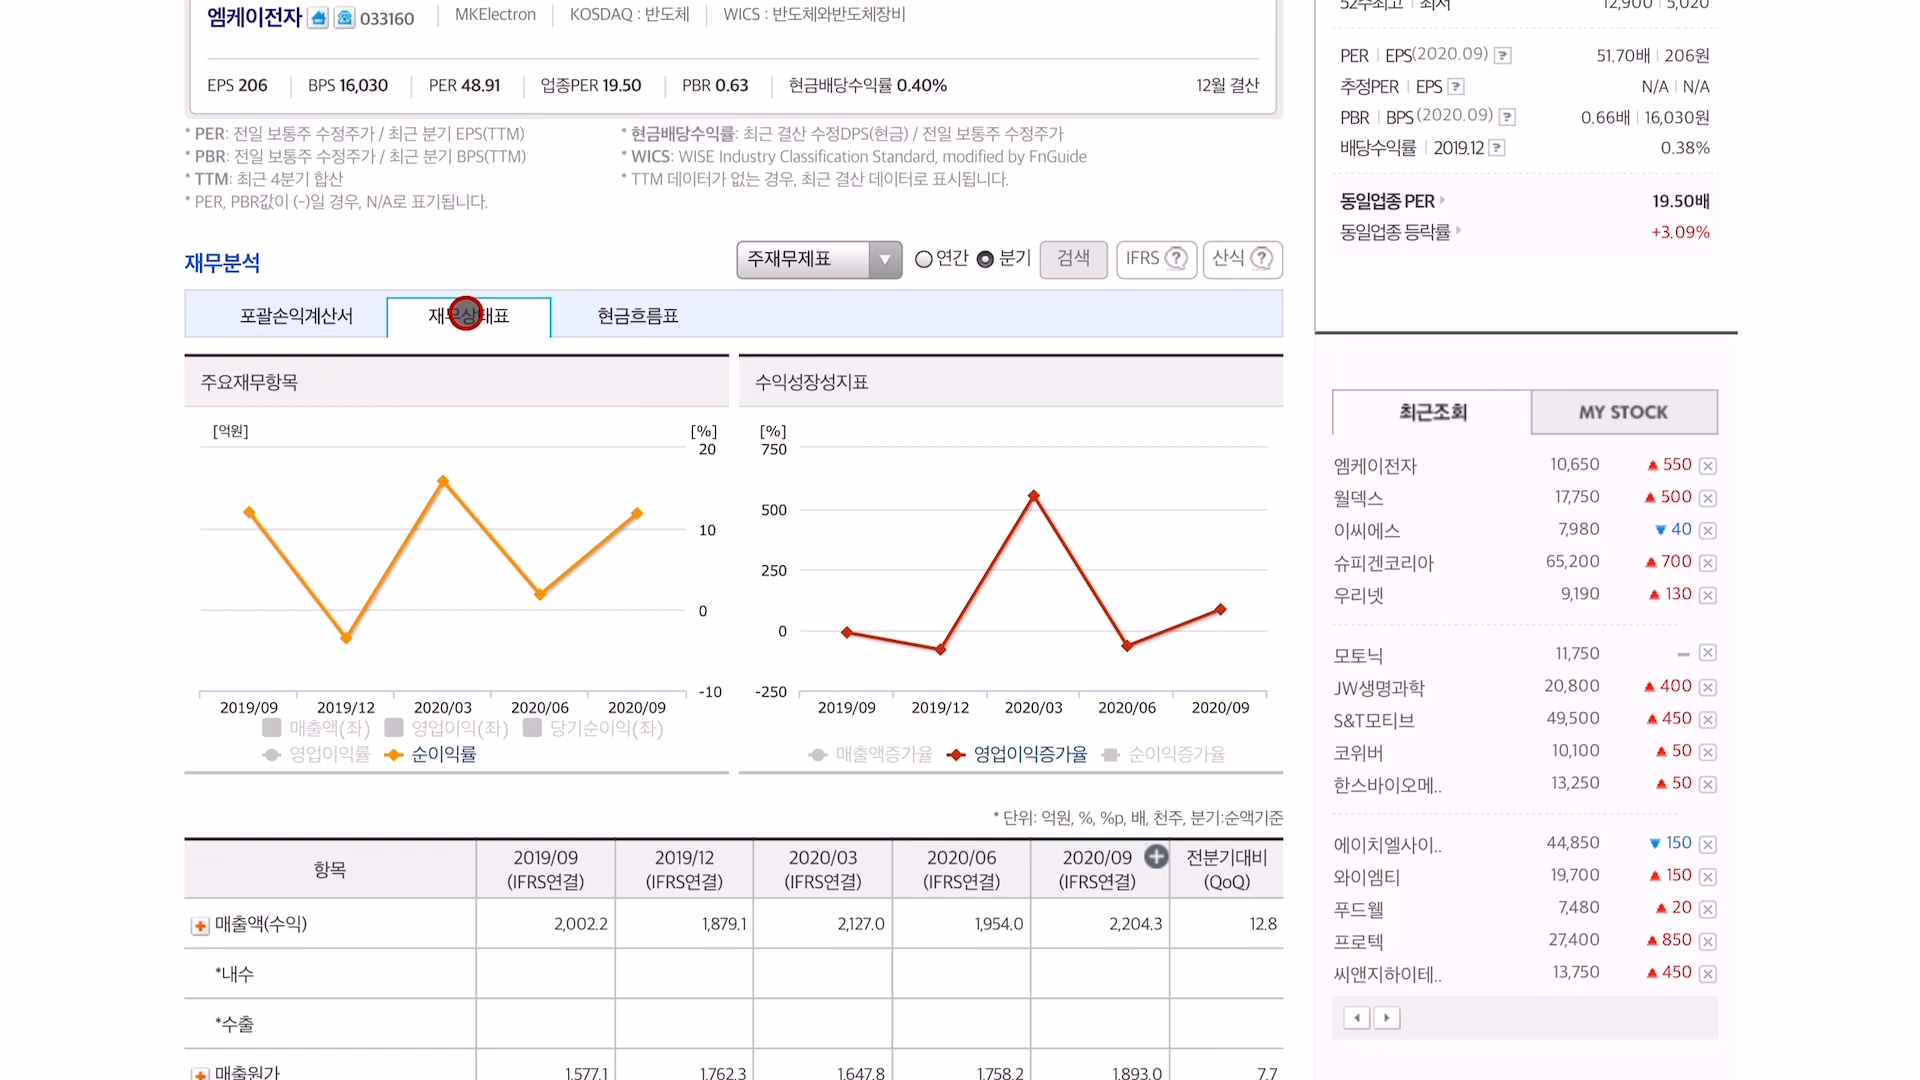 엠케이전자 033160 MKElectron KOSDAQ : 반도체 WICS : 반도체와반도체장비
EPS 206 BPS 16,030 PER 48.91 업종PER 19.50 PBR 0.63 현금배당수익률 0.40% 12월 결산
* PER: 전일 보통주 수정주가 / 최근 분기 EPS(TTM)
* PBR: 전일 보통주 수정주가 / 최근 분기 BPS(TTM)
* TTM: 최근 4분기 합산
* PER, PBR값이 (-)일 경우, N/A로 표기됩니다.
* 현금배당수익률: 최근 결산 수정DPS(현금) / 전일 보통주 수정주가
* WICS: WISE Industry Classification Standard, modified by FnGuide
* TTM 데이터가 없는 경우, 최근 결산 데이터로 표시됩니다.
재무분석 주재무제표 연간 분기 검색 IFRS ? 산식 ?
포괄손익계산서 재무상태표 현금흐름표
주요재무항목
[억원] [%]
20
10
0
-10
2019/09 2019/12 2020/03 2020/06 2020/09
매출액(좌) 영업이익(좌) 당기순이익(좌)
영업이익률 순이익률
수익성장성지표
[%]
750
500
250
0
-250
2019/09 2019/12 2020/03 2020/06 2020/09
매출액증가율 영업이익증가율 순이익증가율
* 단위: 억원, %, %p, 배, 천주, 분기:순액기준
항목 2019/09 (IFRS연결) 2019/12 (IFRS연결) 2020/03 (IFRS연결) 2020/06 (IFRS연결) 2020/09 (IFRS연결) 전분기대비 (QoQ)
매출액(수익) 2,002.2 1,879.1 2,127.0 1,954.0 2,204.3 12.8
*내수
*수출
매출원가 1,577.1 1,762.3 1,647.8 1,758.2 1,893.0 7.7
52주최고 최저 12,900 5,020
PER EPS(2020.09) ? 51.70배 206원
추정PER EPS ? N/A N/A
PBR BPS(2020.09) ? 0.66배 16,030원
배당수익률 2019.12 ? 0.38%
동일업종 PER 19.50배
동일업종 등락률 +3.09%
최근조회 MY STOCK
엠케이전자 10,650 ▲ 550
월덱스 17,750 ▲ 500
이씨에스 7,980 ▼ 40
슈피겐코리아 65,200 ▲ 700
우리넷 9,190 ▲ 130
모토닉 11,750 –
JW생명과학 20,800 ▲ 400
S&T모티브 49,500 ▲ 450
코위버 10,100 ▲ 50
한스바이오메.. 13,250 ▲ 50
에이치엘사이.. 44,850 ▼ 150
와이엠티 19,700 ▲ 150
푸드웰 7,480 ▲ 20
프로텍 27,400 ▲ 850
씨앤지하이테.. 13,750 ▲ 450